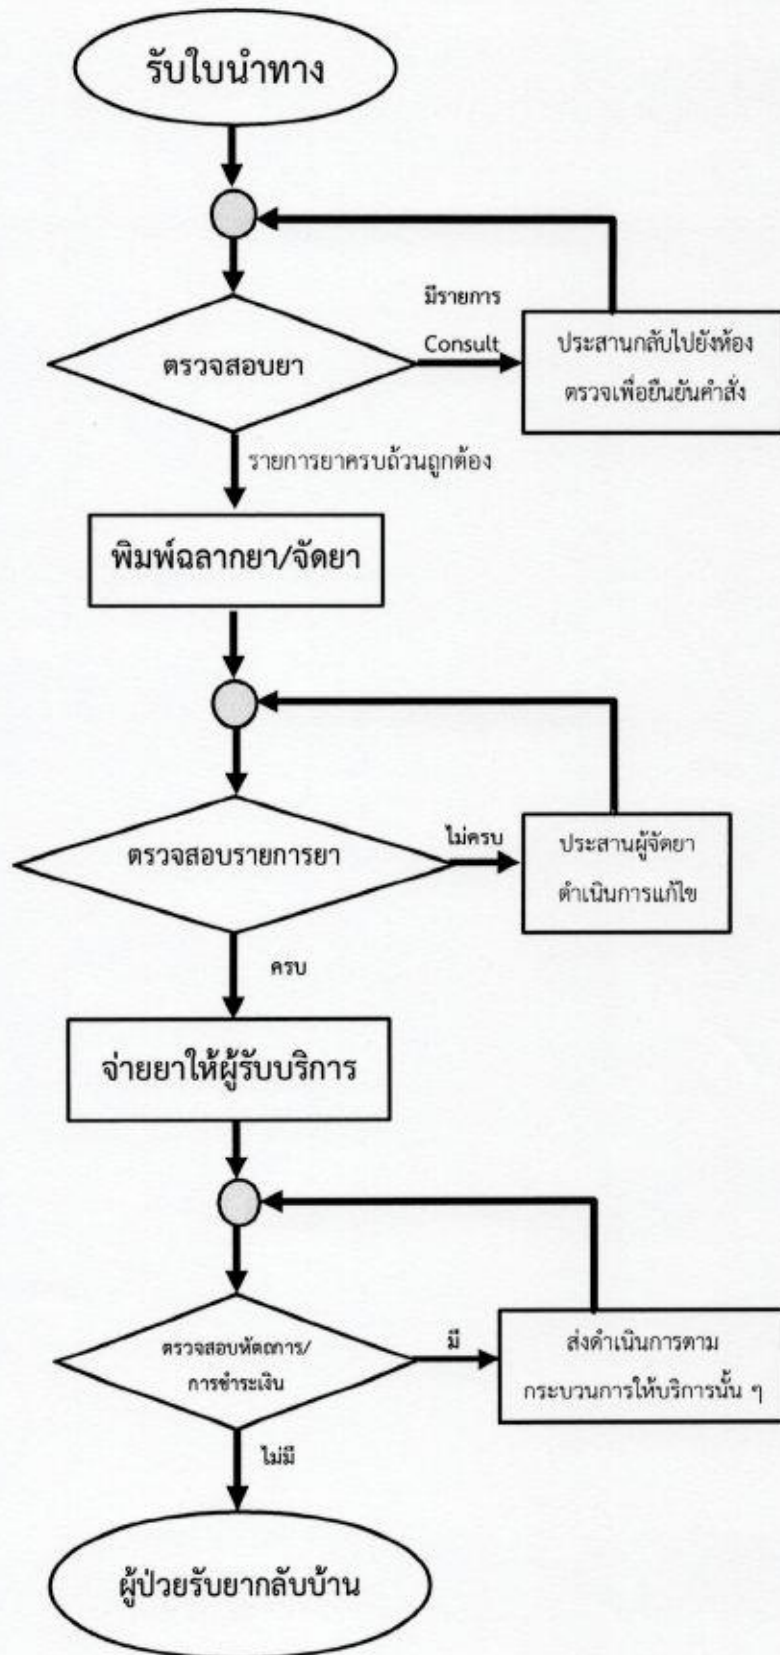 รับใบนำทาง
มีรายการ
Consult
ประสานกลับไปยังห้อง
ตรวจเพื่อยืนยันคำสั่ง
ตรวจสอบยา
รายการยาครบถ้วนถูกต้อง
พิมพ์ฉลากยา/จัดยา
ตรวจสอบรายการยา
ไม่ครบ
ประสานผู้จัดยา
ดำเนินการแก้ไข
ครบ
จ่ายยาให้ผู้รับบริการ
ตรวจสอบหัตถการ/
การชำระเงิน
มี
ส่งดำเนินการตาม
กระบวนการให้บริการนั้น ๆ
ไม่มี
ผู้ป่วยรับยากลับบ้าน